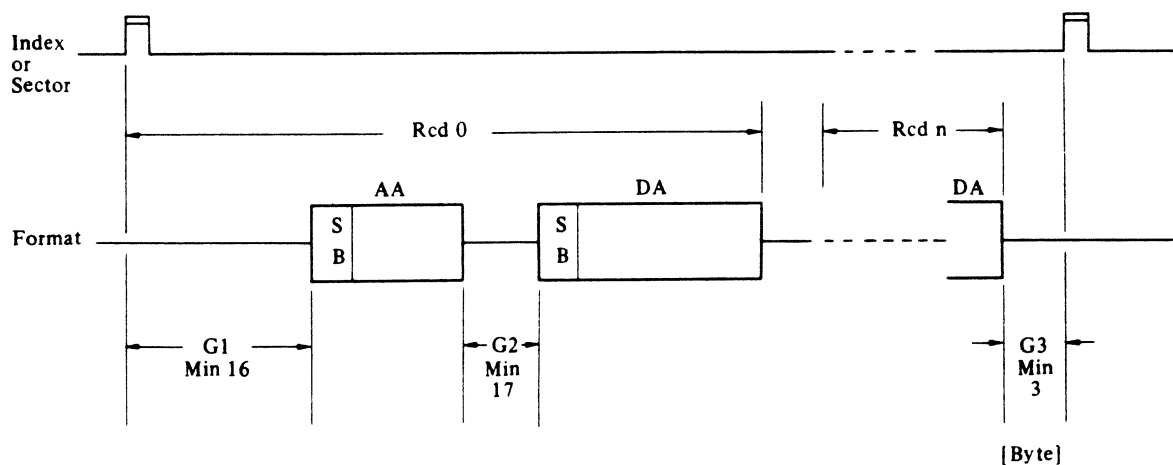 Index
or
Sector
Rcd 0
Rcd n
AA
DA
DA
Format
S
B
S
B
G1
Min 16
G2
Min
17
G3
Min
3
[Byte]